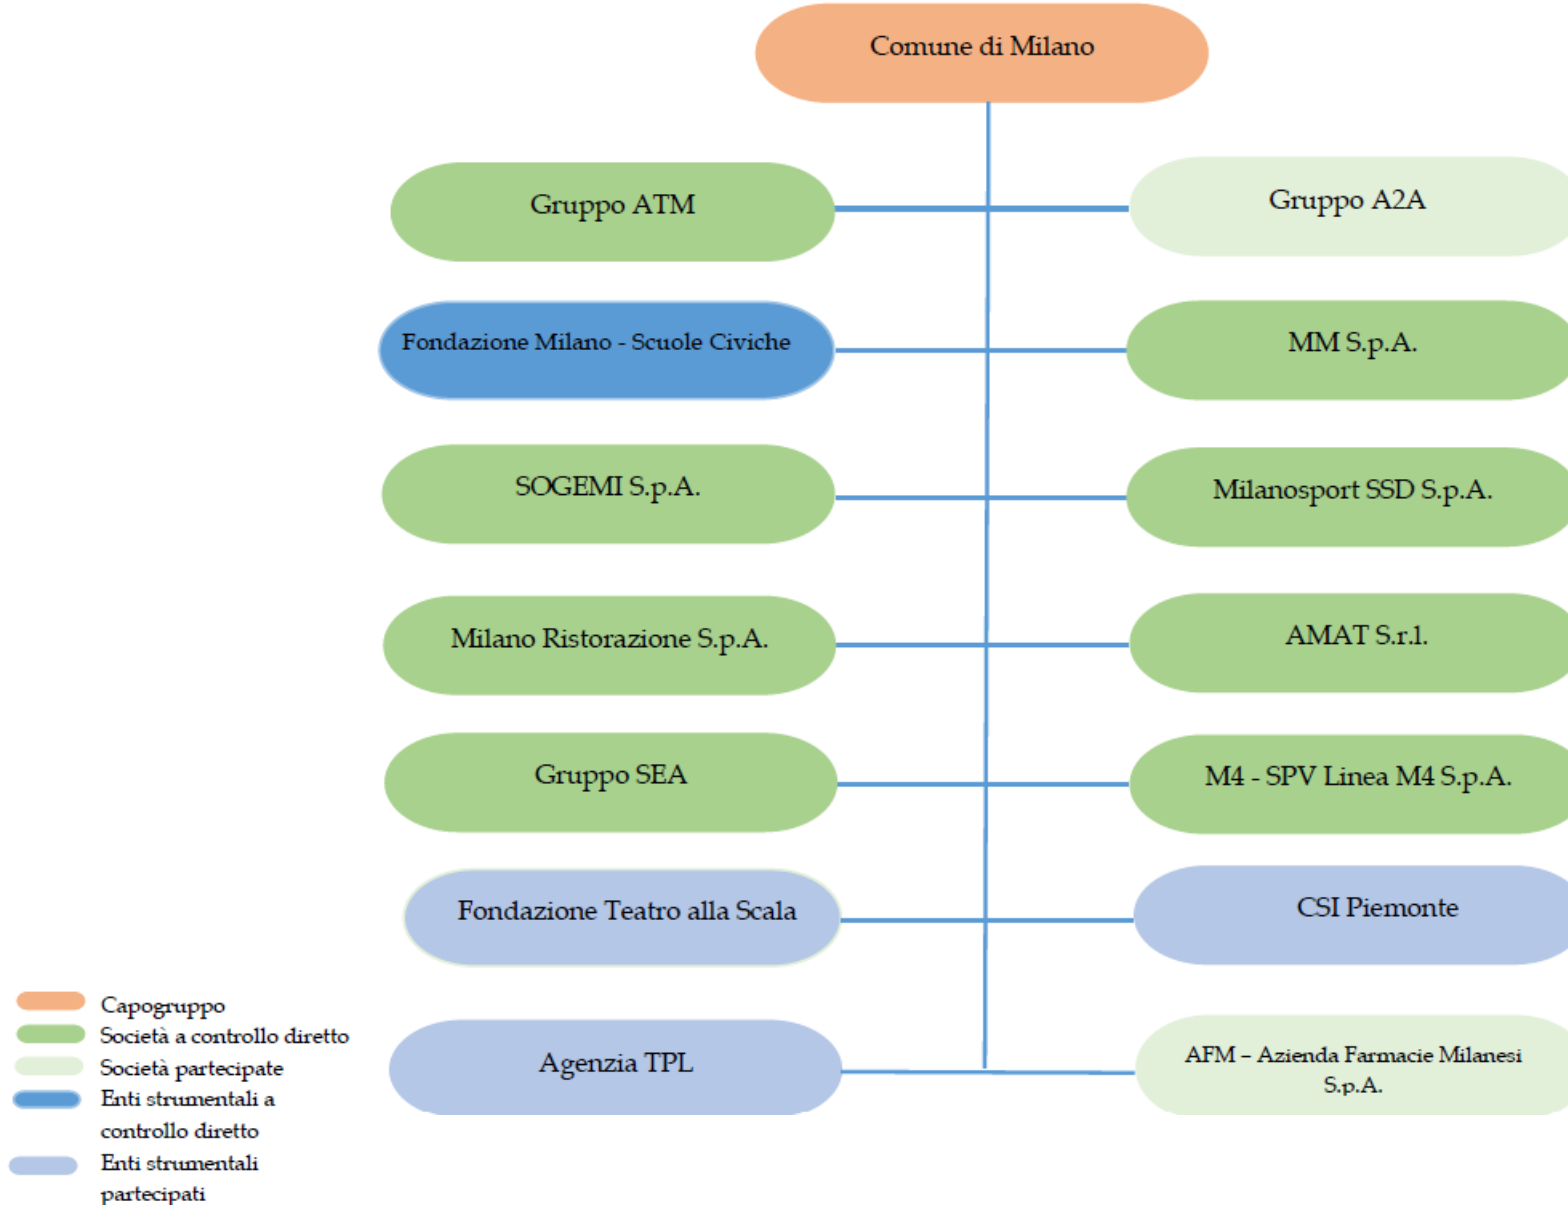 Comune di Milano
Gruppo ATM
Gruppo A2A
Fondazione Milano - Scuole Civiche
MM S.p.A.
SOGEMI S.p.A.
Milanosport SSD S.p.A.
Milano Ristorazione S.p.A.
AMAT S.r.l.
Gruppo SEA
M4 - SPV Linea M4 S.p.A.
Fondazione Teatro alla Scala
CSI Piemonte
Agenzia TPL
AFM – Azienda Farmacie Milanesi
S.p.A.
Capogruppo
Società a controllo diretto
Società partecipate
Enti strumentali a
controllo diretto
Enti strumentali
partecipati